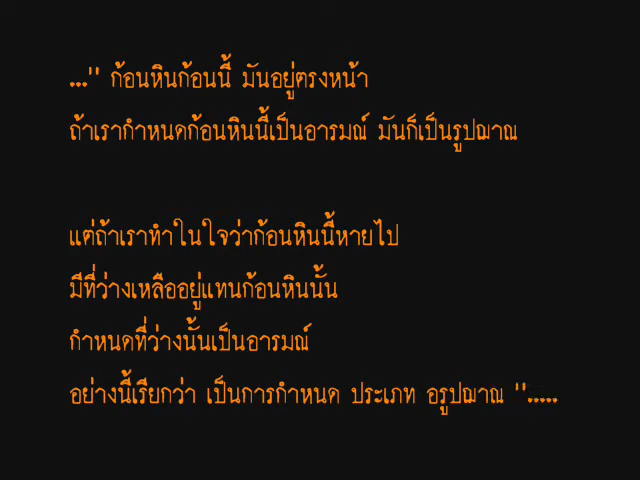 ..." ก้อนหินก้อนนี้ มันอยู่ตรงหน้า
ถ้าเรากำหนดก้อนหินนี้เป็นอารมณ์ มันก็เป็นรูปฌาณ
แต่ถ้าเราทำในใจว่าก้อนหินนี้หายไป
มีที่ว่างเหลืออยู่แทนก้อนหินนั้น
กำหนดที่ว่างนั้นเป็นอารมณ์
อย่างนี้เรียกว่า เป็นการกำหนด ประเภท อรูปฌาณ ".....